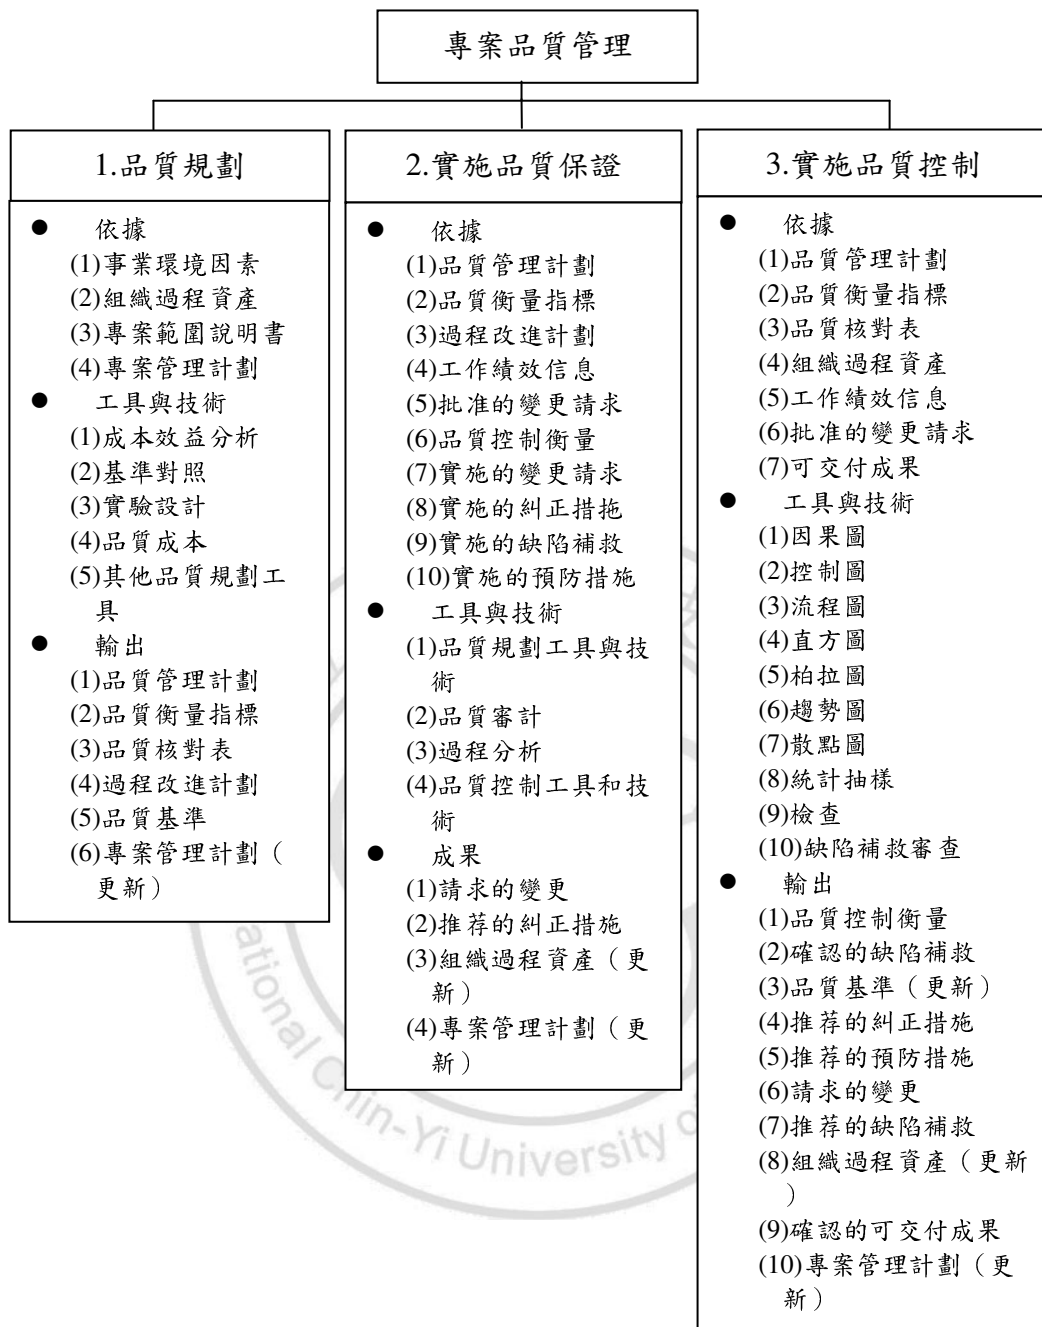 專案品質管理
1.品質規劃
● 依據
(1)事業環境因素
(2)組織過程資產
(3)專案範圍說明書
(4)專案管理計劃
● 工具與技術
(1)成本效益分析
(2)基準對照
(3)實驗設計
(4)品質成本
(5)其他品質規劃工
具
● 輸出
(1)品質管理計劃
(2)品質衡量指標
(3)品質核對表
(4)過程改進計劃
(5)品質基準
(6)專案管理計劃（
更新）
2.實施品質保證
● 依據
(1)品質管理計劃
(2)品質衡量指標
(3)過程改進計劃
(4)工作績效信息
(5)批准的變更請求
(6)品質控制衡量
(7)實施的變更請求
(8)實施的糾正措拖
(9)實施的缺陷補救
(10)實施的預防措施
● 工具與技術
(1)品質規劃工具與技
術
(2)品質審計
(3)過程分析
(4)品質控制工具和技
術
● 成果
(1)請求的變更
(2)推荐的糾正措施
(3)組織過程資產（更
新）
(4)專案管理計劃（更
新）
3.實施品質控制
● 依據
(1)品質管理計劃
(2)品質衡量指標
(3)品質核對表
(4)組織過程資產
(5)工作績效信息
(6)批准的變更請求
(7)可交付成果
● 工具與技術
(1)因果圖
(2)控制圖
(3)流程圖
(4)直方圖
(5)柏拉圖
(6)趨勢圖
(7)散點圖
(8)統計抽樣
(9)檢查
(10)缺陷補救審查
● 輸出
(1)品質控制衡量
(2)確認的缺陷補救
(3)品質基準（更新）
(4)推荐的糾正措施
(5)推荐的預防措施
(6)請求的變更
(7)推荐的缺陷補救
(8)組織過程資產（更新
）
(9)確認的可交付成果
(10)專案管理計劃（更
新）
ational Chin-Yi University o